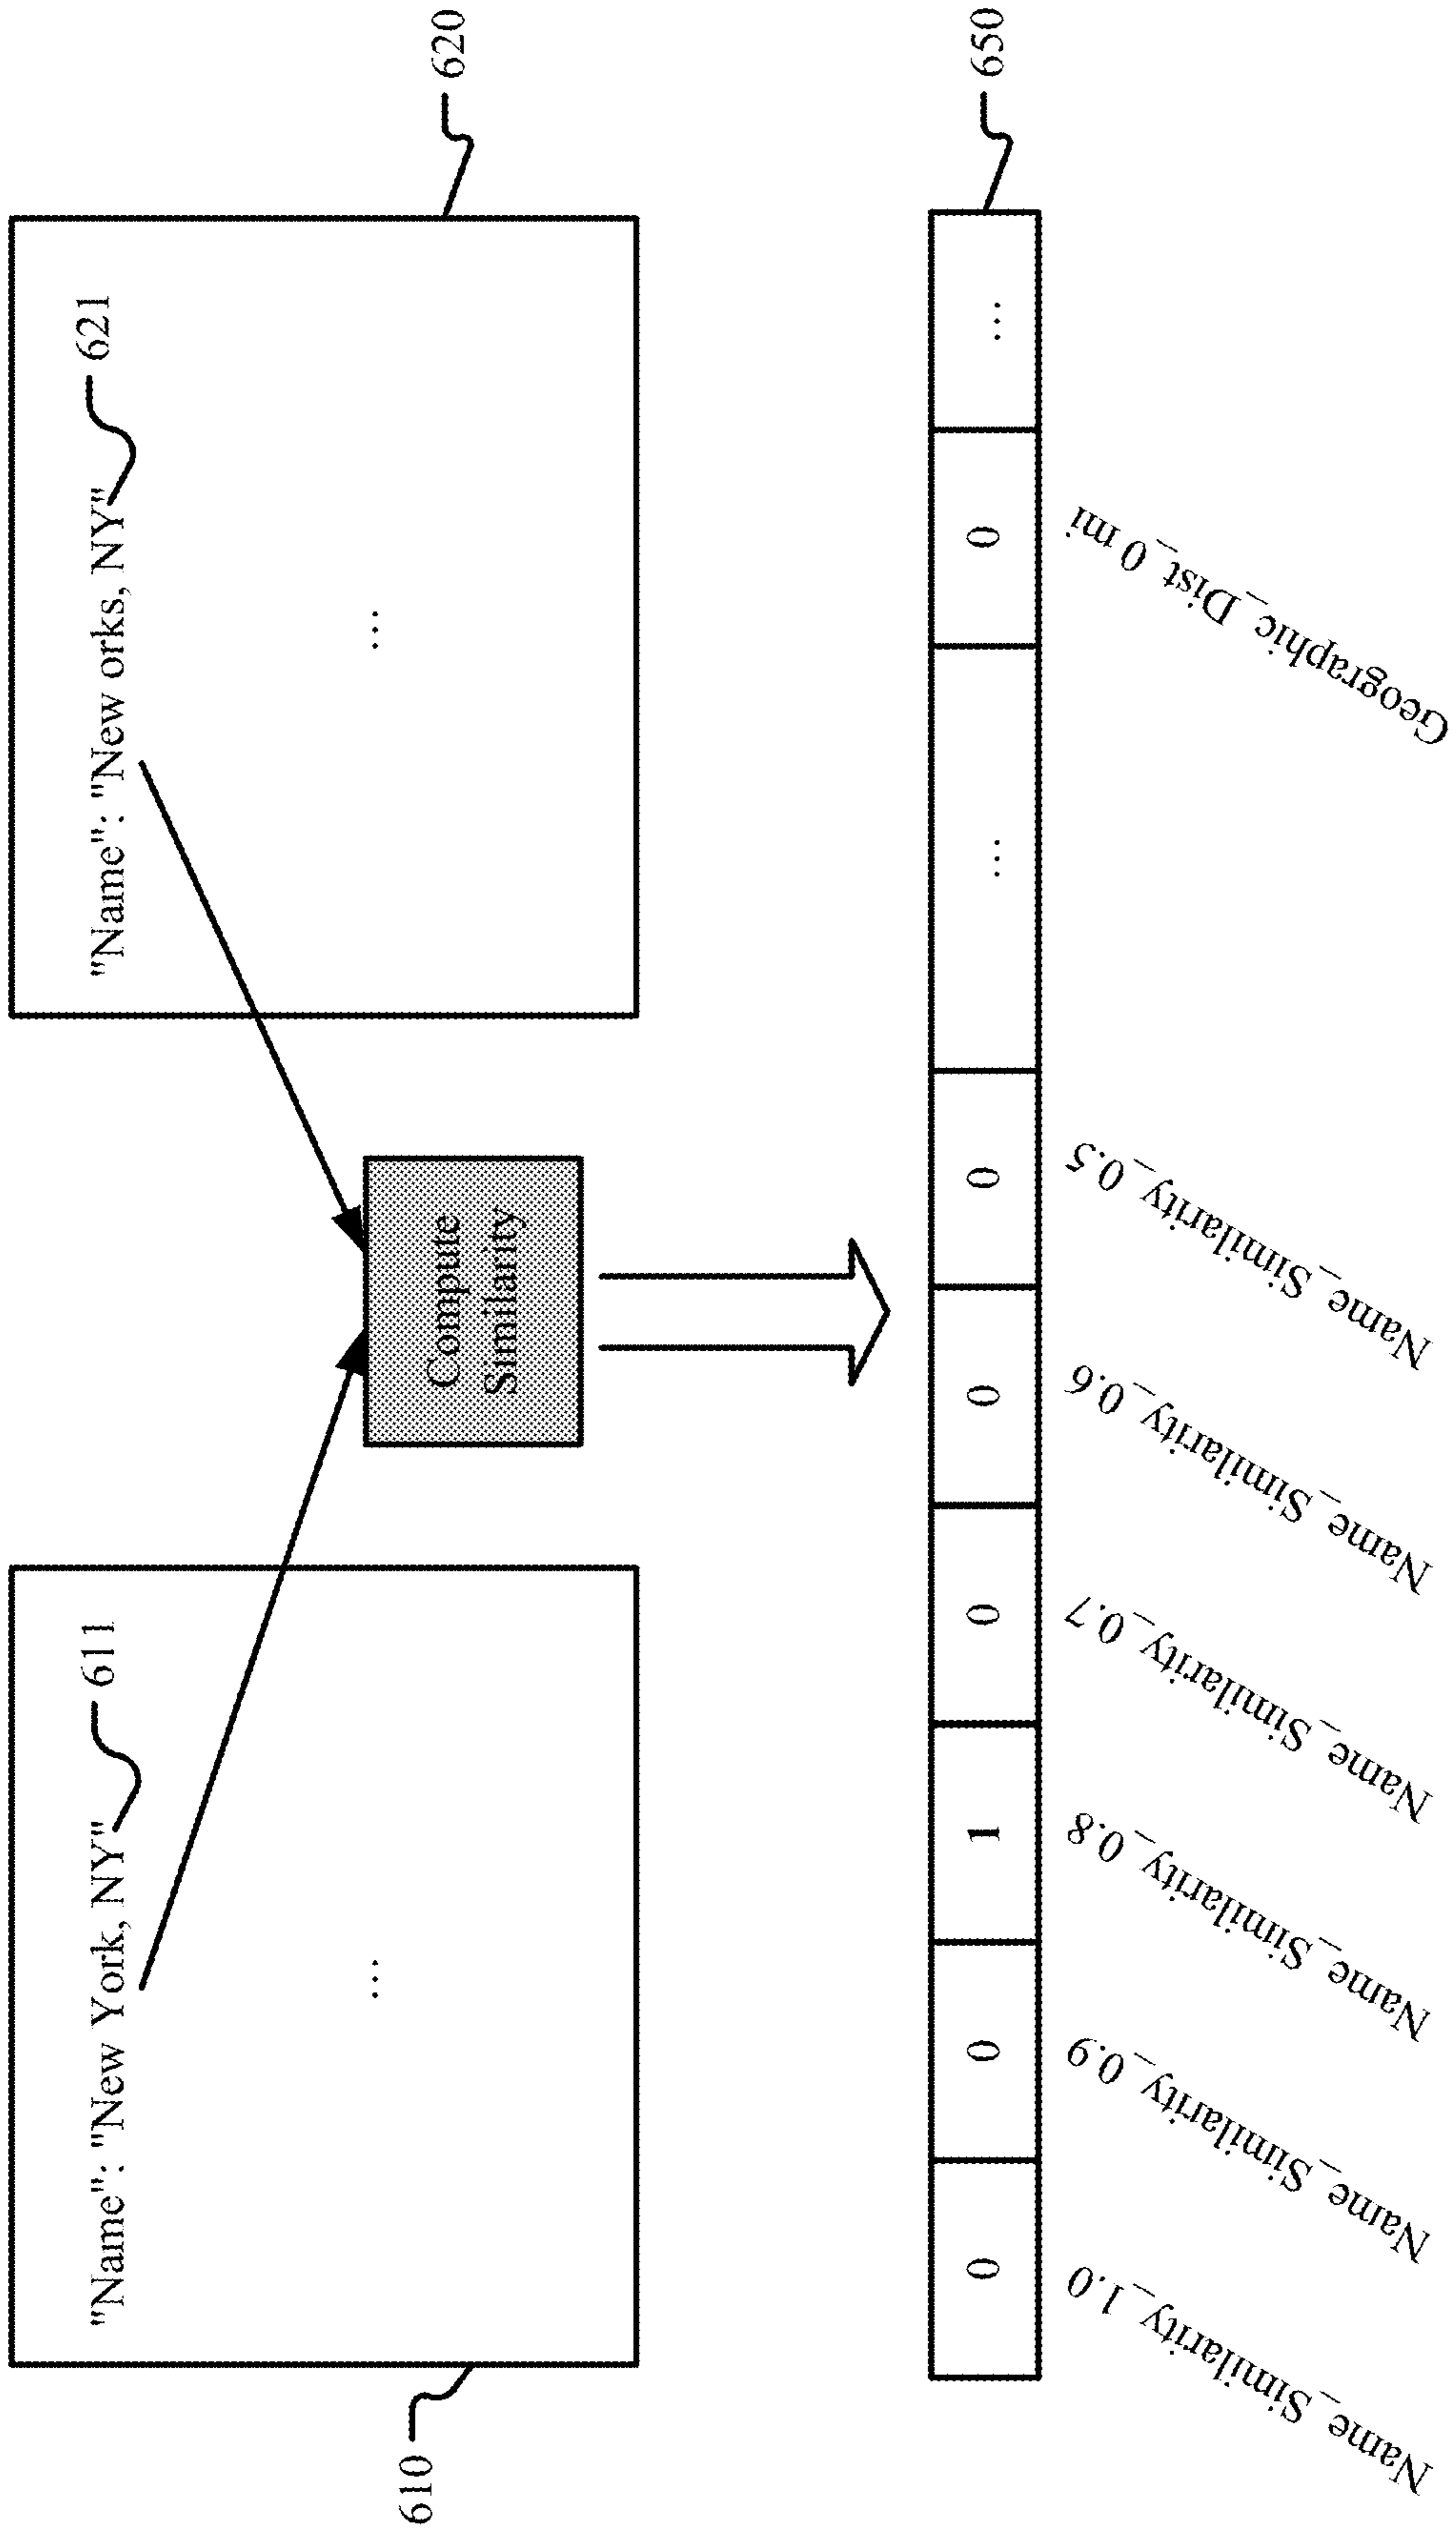 "Name": "New York, NY"
611
610
...
"Name": "New orks, NY"
621
620
...
Compute
Similarity
0
0
1
0
0
0
...
0
...
650
Name_Similarity_1.0
Name_Similarity_0.9
Name_Similarity_0.8
Name_Similarity_0.7
Name_Similarity_0.6
Name_Similarity_0.5
Geographic_Dist_0 mi